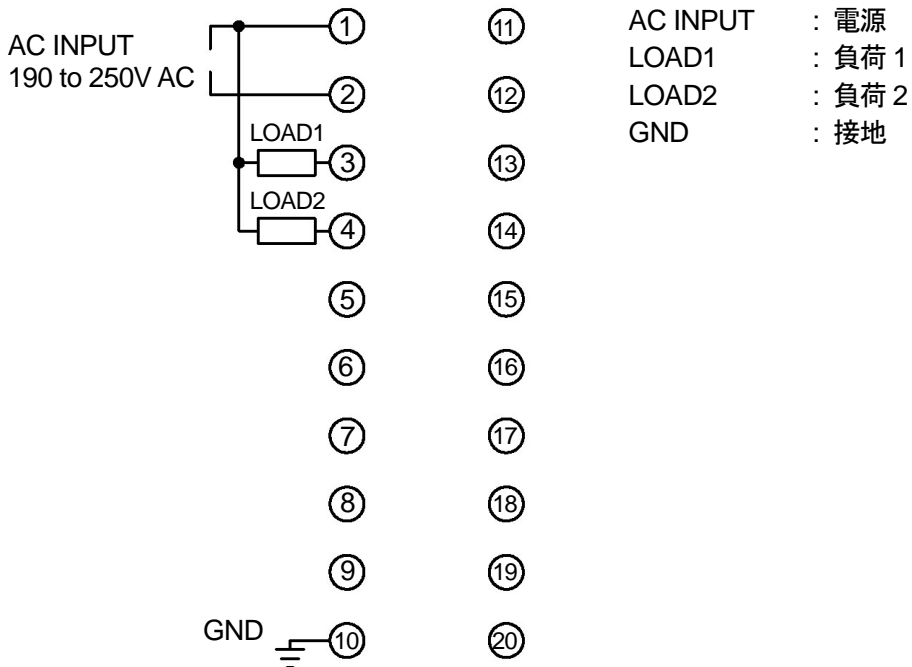 AC INPUT
190 to 250V AC
LOAD1
LOAD2
GND
① ⑪
② ⑫
③ ⑬
④ ⑭
⑤ ⑮
⑥ ⑯
⑦ ⑰
⑧ ⑱
⑨ ⑲
⑩ ⑳
AC INPUT : 電源
LOAD1 : 負荷 1
LOAD2 : 負荷 2
GND : 接地